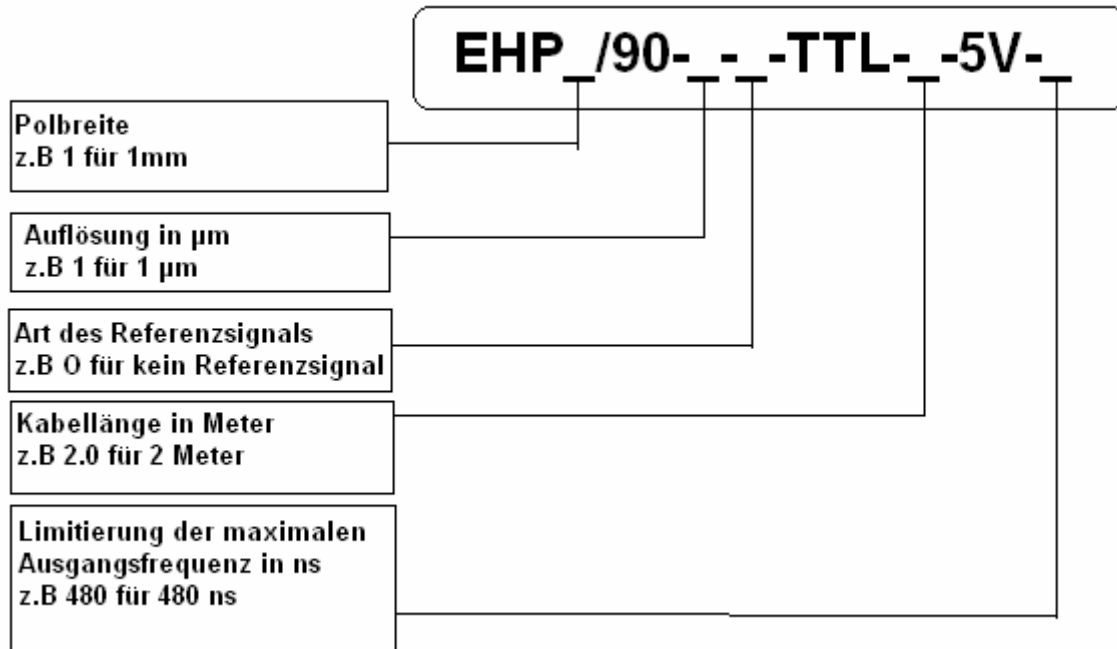 EHP_/90-_-_-TTL-_-5V-_
Polbreite
z.B 1 für 1mm
Auflösung in µm
z.B 1 für 1 µm
Art des Referenzsignals
z.B O für kein Referenzsignal
Kabellänge in Meter
z.B 2.0 für 2 Meter
Limitierung der maximalen
Ausgangsfrequenz in ns
z.B 480 für 480 ns